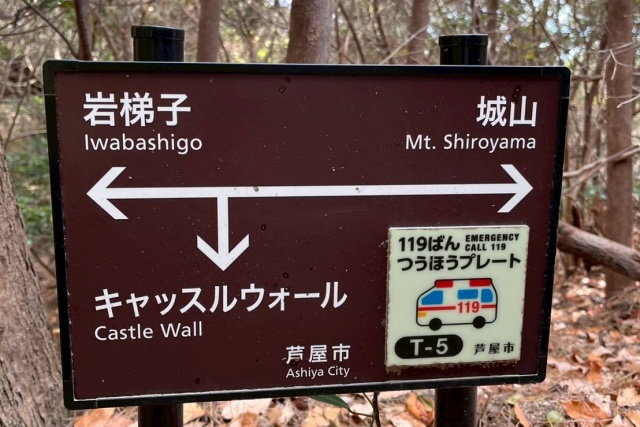 岩梯子
Iwabashigo
城山
Mt. Shiroyama
キャッスルウォール
Castle Wall
芦屋市
Ashiya City
119ばん EMERGENCY CALL 119
つうほうプレート
119
T-5 芦屋市